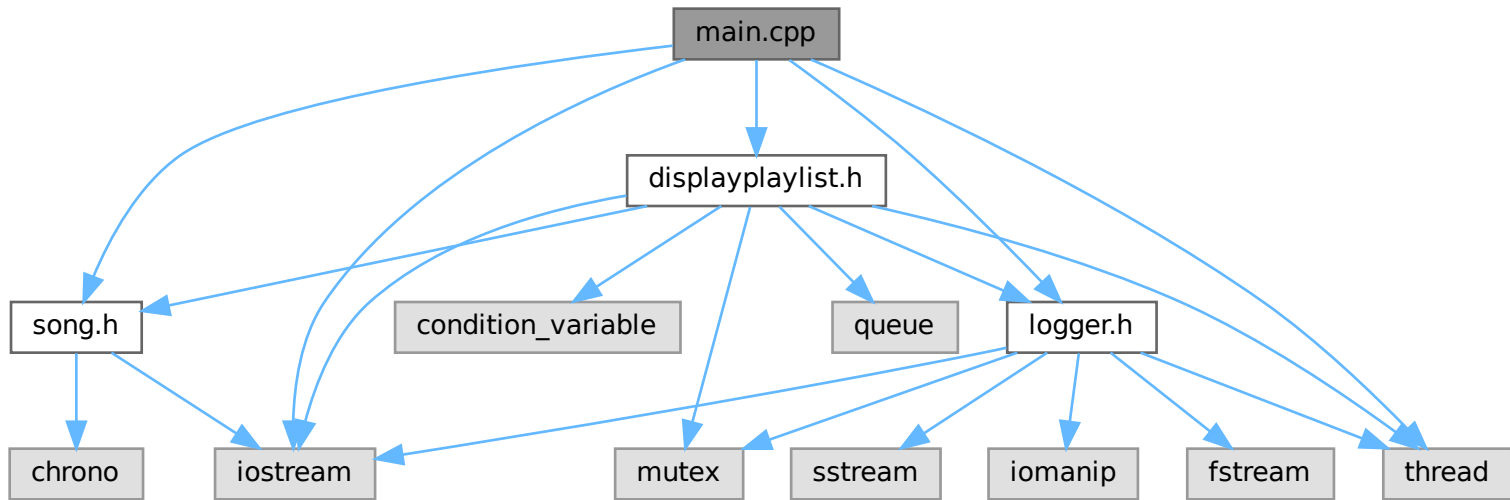 main.cpp
displayplaylist.h
song.h
condition_variable
queue
logger.h
chrono
iostream
mutex
sstream
iomanip
fstream
thread